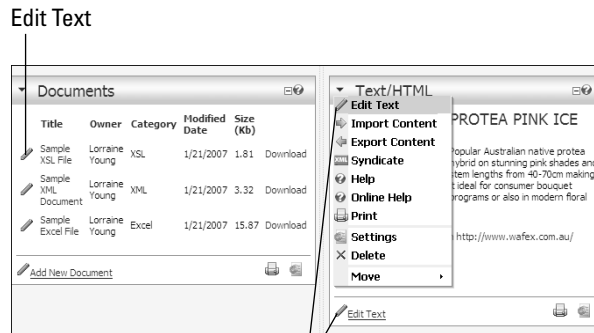 Edit Text
Documents
Title Owner Category Modified Date Size (Kb)
Sample XSL File Lorraine Young XSL 1/21/2007 1.81 Download
Sample XML Document Lorraine Young XML 1/21/2007 3.32 Download
Sample Excel File Lorraine Young Excel 1/21/2007 15.87 Download
Add New Document
Text/HTML
Edit Text
Import Content
Export Content
XML Syndicate
Help
Online Help
Print
Settings
Delete
Move
PROTEA PINK ICE
Popular Australian native protea
hybrid on stunning pink shades and
stem lengths from 40-70cm making
it ideal for consumer bouquet
programs or also in modern floral
http://www.wafex.com.au/
Edit Text